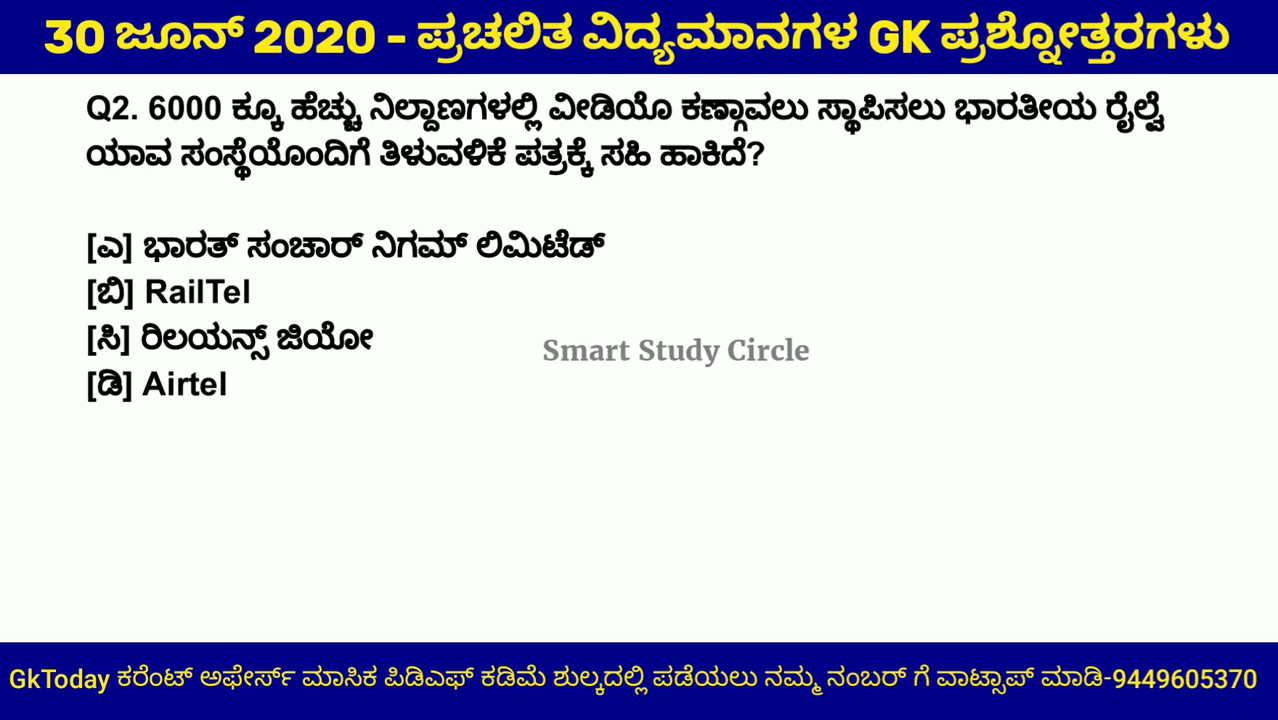 30 ಜೂನ್ 2020 - ಪ್ರಚಲಿತ ವಿದ್ಯಮಾನಗಳ GK ಪ್ರಶ್ನೋತ್ತರಗಳು
Q2. 6000 ಕ್ಕೂ ಹೆಚ್ಚು ನಿಲ್ದಾಣಗಳಲ್ಲಿ ವೀಡಿಯೊ ಕಣ್ಗಾವಲು ಸ್ಥಾಪಿಸಲು ಭಾರತೀಯ ರೈಲ್ವೆ
ಯಾವ ಸಂಸ್ಥೆಯೊಂದಿಗೆ ತಿಳುವಳಿಕೆ ಪತ್ರಕ್ಕೆ ಸಹಿ ಹಾಕಿದೆ?
[ಎ] ಭಾರತ್ ಸಂಚಾರ್ ನಿಗಮ್ ಲಿಮಿಟೆಡ್
[ಬಿ] RailTel
[ಸಿ] ರಿಲಯನ್ಸ್ ಜಿಯೋ
Smart Study Circle
[ಡಿ] Airtel
GkToday ಕರೆಂಟ್ ಅಫೇರ್ಸ್ ಮಾಸಿಕ ಪಿಡಿಎಫ್ ಕಡಿಮೆ ಶುಲ್ಕದಲ್ಲಿ ಪಡೆಯಲು ನಮ್ಮ ನಂಬರ್ ಗೆ ವಾಟ್ಸಾಪ್ ಮಾಡಿ-9449605370